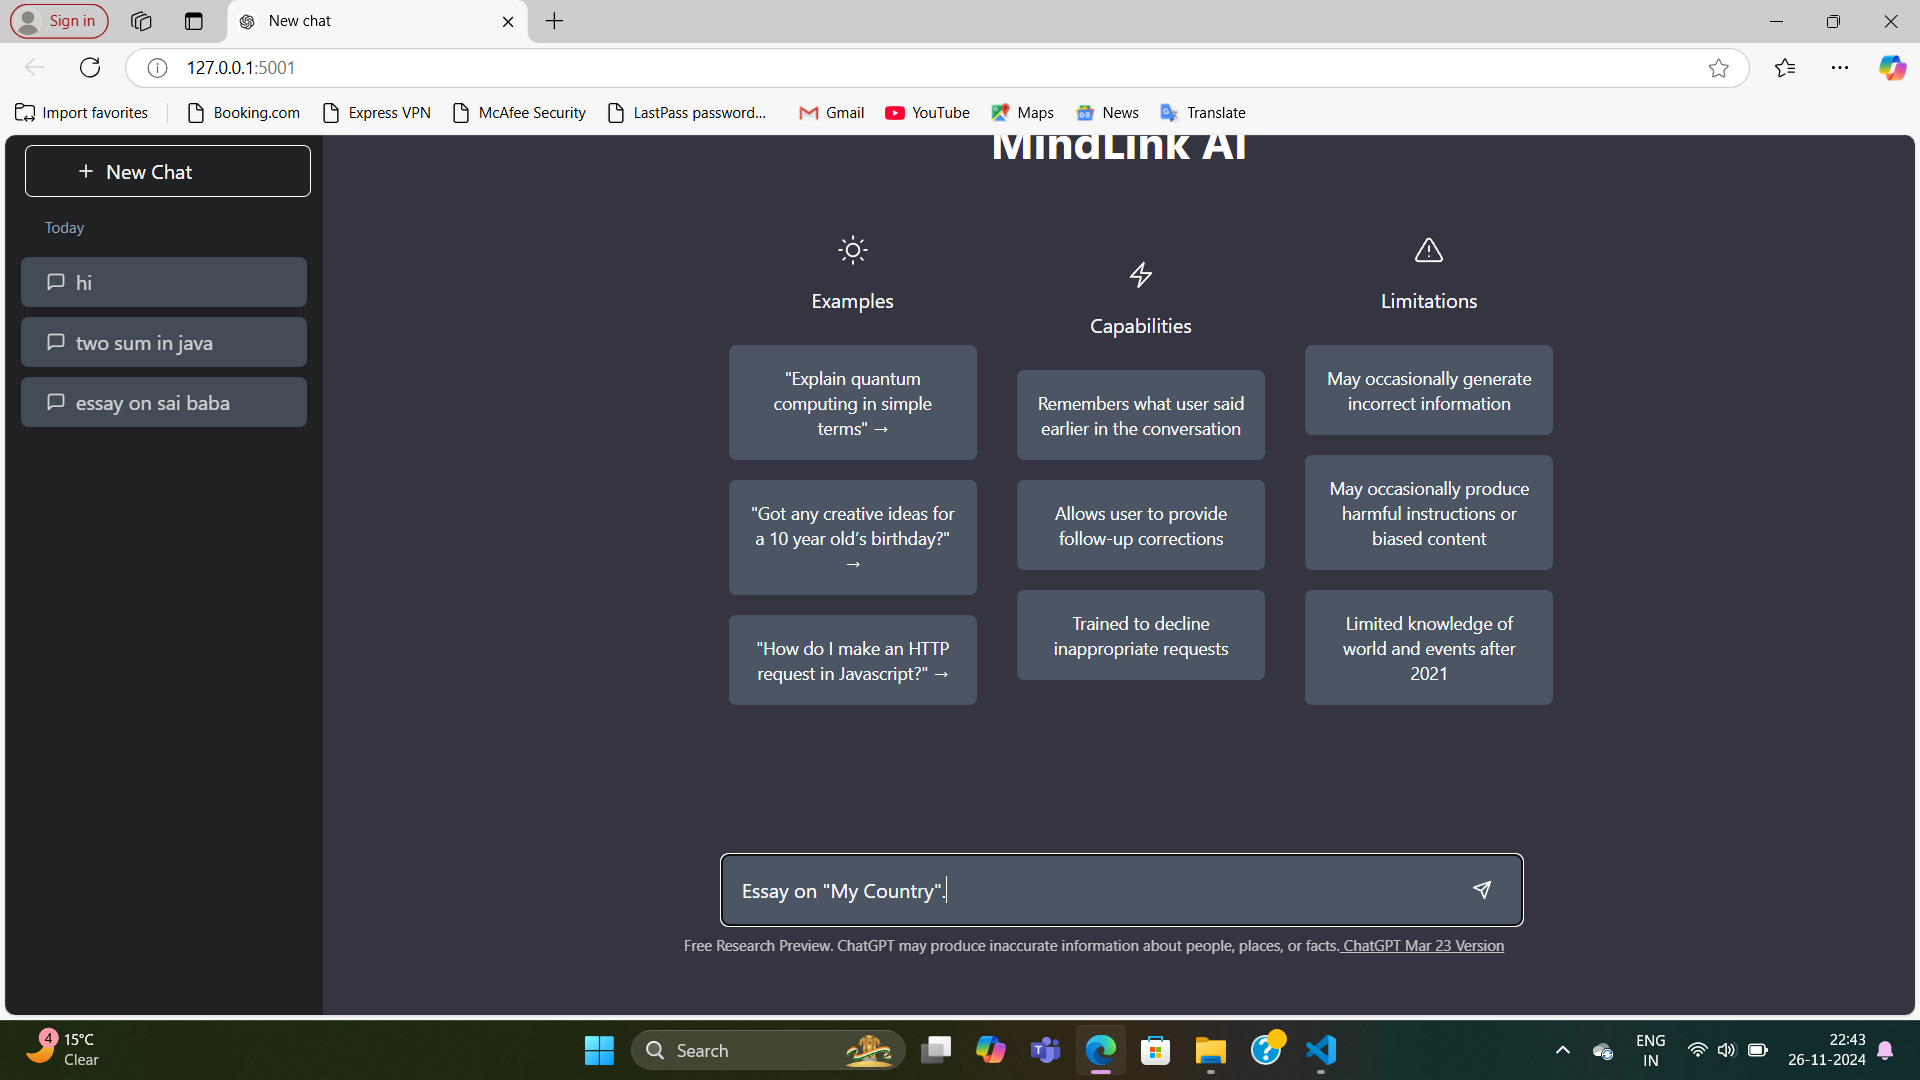 Sign in
New chat
127.0.0.1:5001
Import favorites
Booking.com
Express VPN
McAfee Security
LastPass password...
Gmail
YouTube
Maps
News
Translate
+ New Chat
Today
hi
two sum in java
essay on sai baba
MindLink AI
Examples
"Explain quantum
computing in simple
terms" →
"Got any creative ideas for
a 10 year old's birthday?"
→
"How do I make an HTTP
request in Javascript?" →
Capabilities
Remembers what user said
earlier in the conversation
Allows user to provide
follow-up corrections
Trained to decline
inappropriate requests
Limitations
May occasionally generate
incorrect information
May occasionally produce
harmful instructions or
biased content
Limited knowledge of
world and events after
2021
Essay on "My Country".
Free Research Preview. ChatGPT may produce inaccurate information about people, places, or facts. ChatGPT Mar 23 Version
4
15°C
Clear
Search
ENG
IN
22:43
26-11-2024